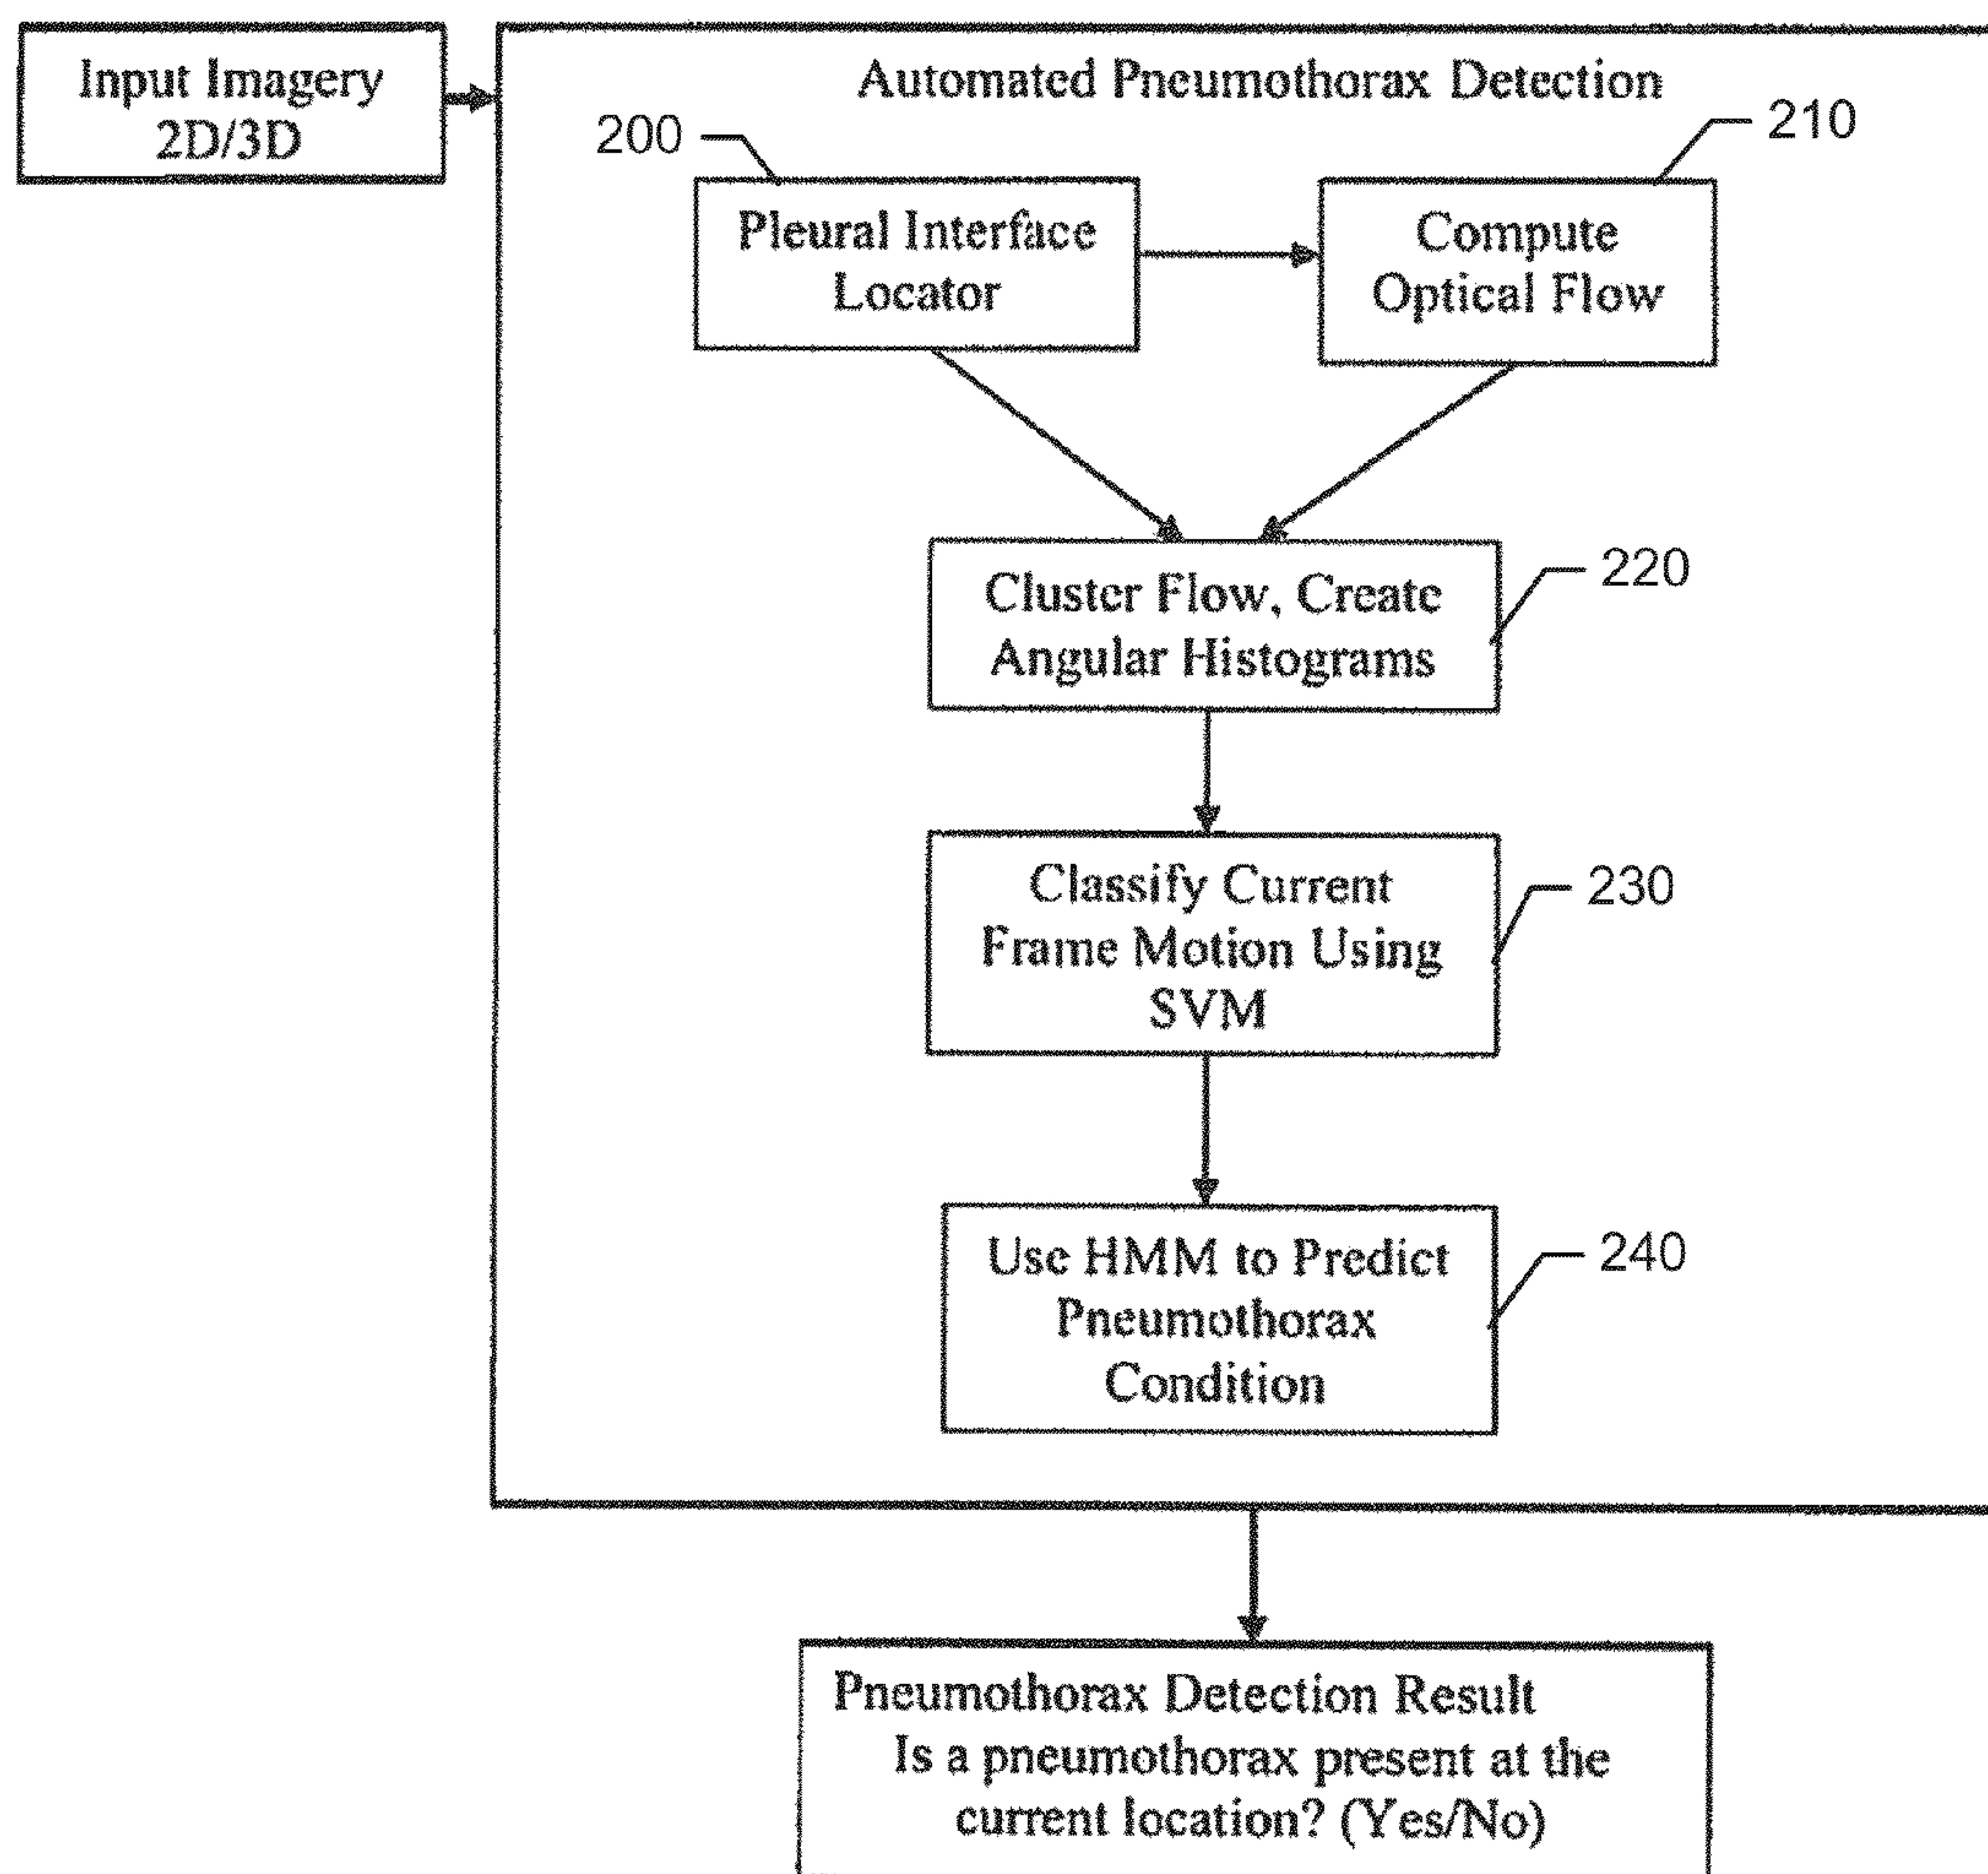 Input Imagery
2D/3D
Automated Pneumothorax Detection
200
210
Pleural Interface
Locator
Compute
Optical Flow
Cluster Flow, Create
Angular Histograms
220
Classify Current
Frame Motion Using
SVM
230
Use HMM to Predict
Pneumothorax
Condition
240
Pneumothorax Detection Result
Is a pneumothorax present at the
current location? (Yes/No)